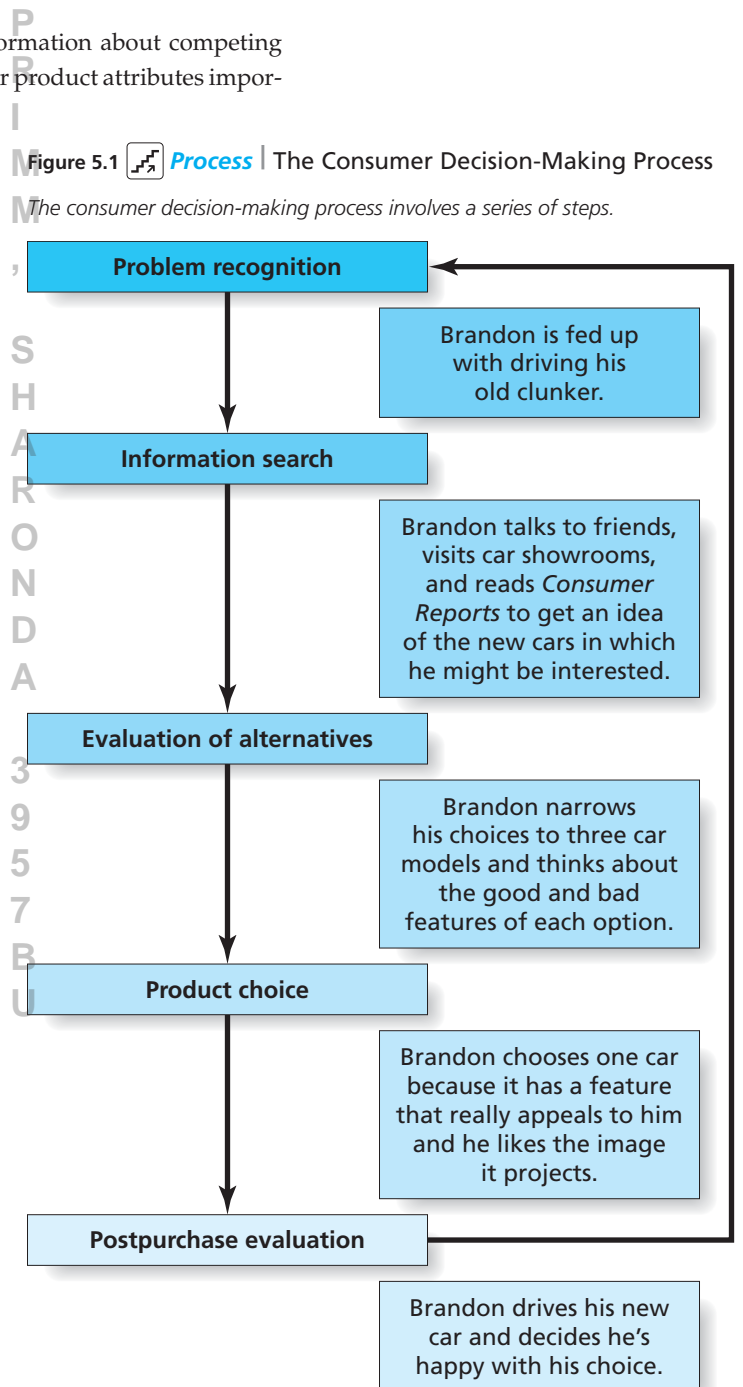 ormation about competing
r product attributes impor-
Figure 5.1 Process | The Consumer Decision-Making Process
The consumer decision-making process involves a series of steps.
Problem recognition
Brandon is fed up
with driving his
old clunker.
Information search
Brandon talks to friends,
visits car showrooms,
and reads Consumer
Reports to get an idea
of the new cars in which
he might be interested.
Evaluation of alternatives
Brandon narrows
his choices to three car
models and thinks about
the good and bad
features of each option.
Product choice
Brandon chooses one car
because it has a feature
that really appeals to him
and he likes the image
it projects.
Postpurchase evaluation
Brandon drives his new
car and decides he's
happy with his choice.
PRIMM, SHARONDA 3957BU